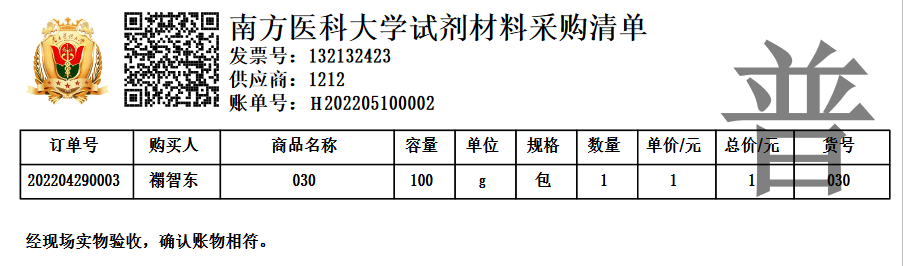 南方医科大学试剂材料采购清单
发票号：132132423
供应商：1212
账单号：H202205100002
普
订单号 购买人 商品名称 容量 单位 规格 数量 单价/元 总价/元 货号
202204290003 禤智东 030 100 g 包 1 1 1 030
经现场实物验收，确认账物相符。